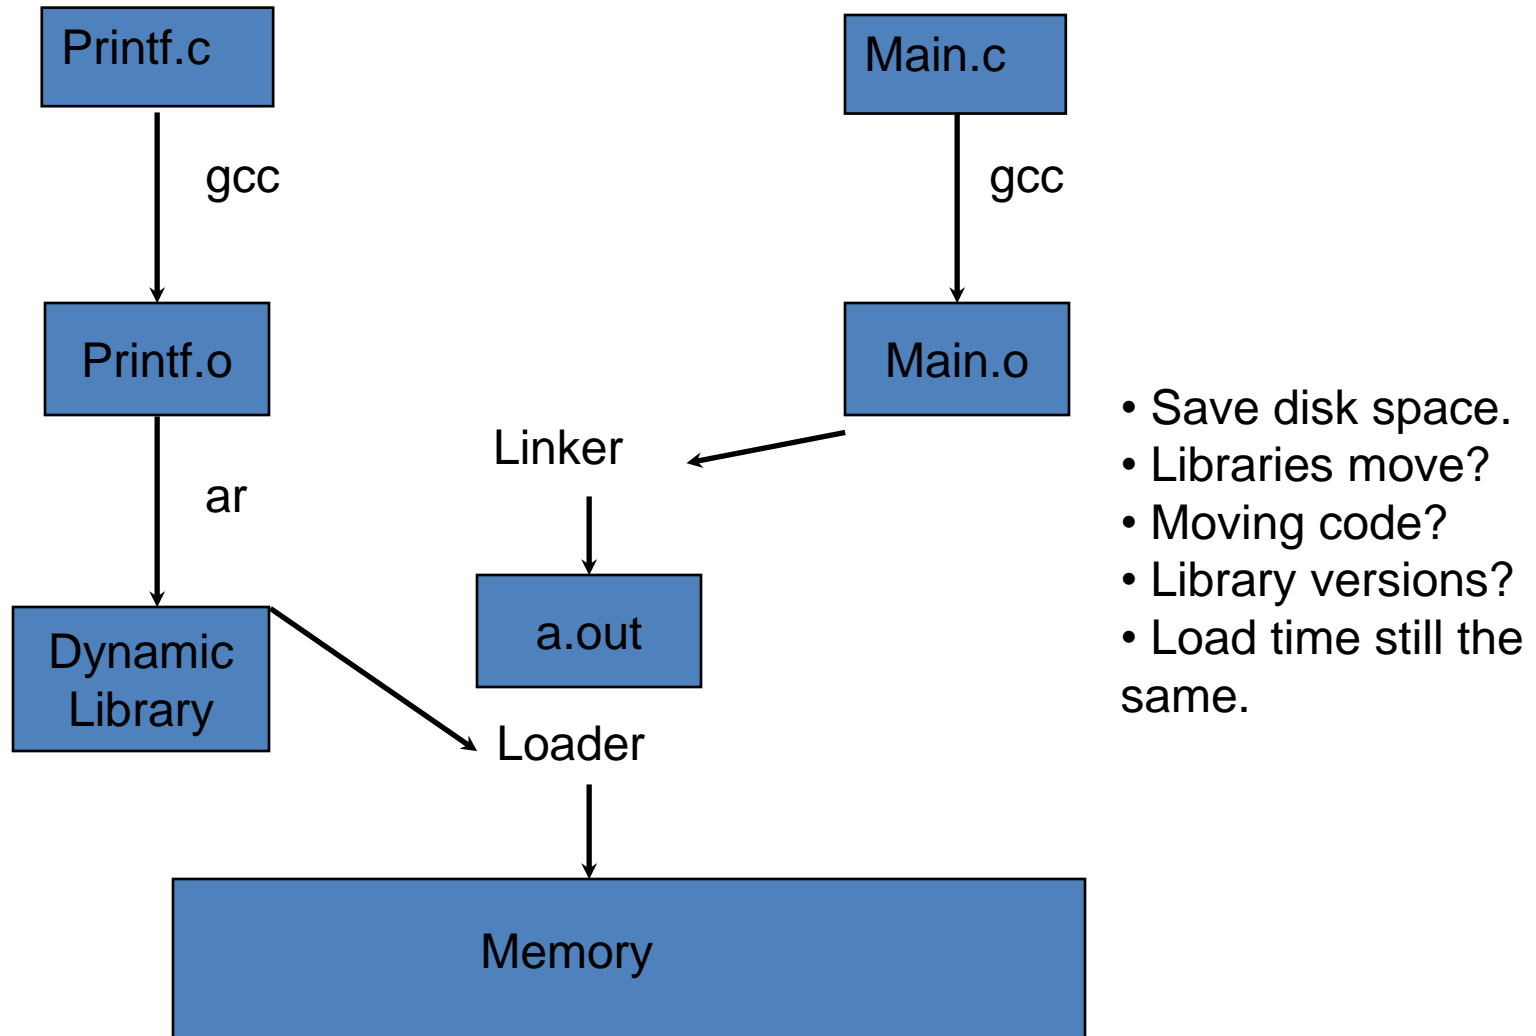 Printf.c
Main.c
gcc
gcc
Printf.o
Main.o
Linker
ar
a.out
Dynamic
Library
Loader
Memory
• Save disk space.
• Libraries move?
• Moving code?
• Library versions?
• Load time still the
same.